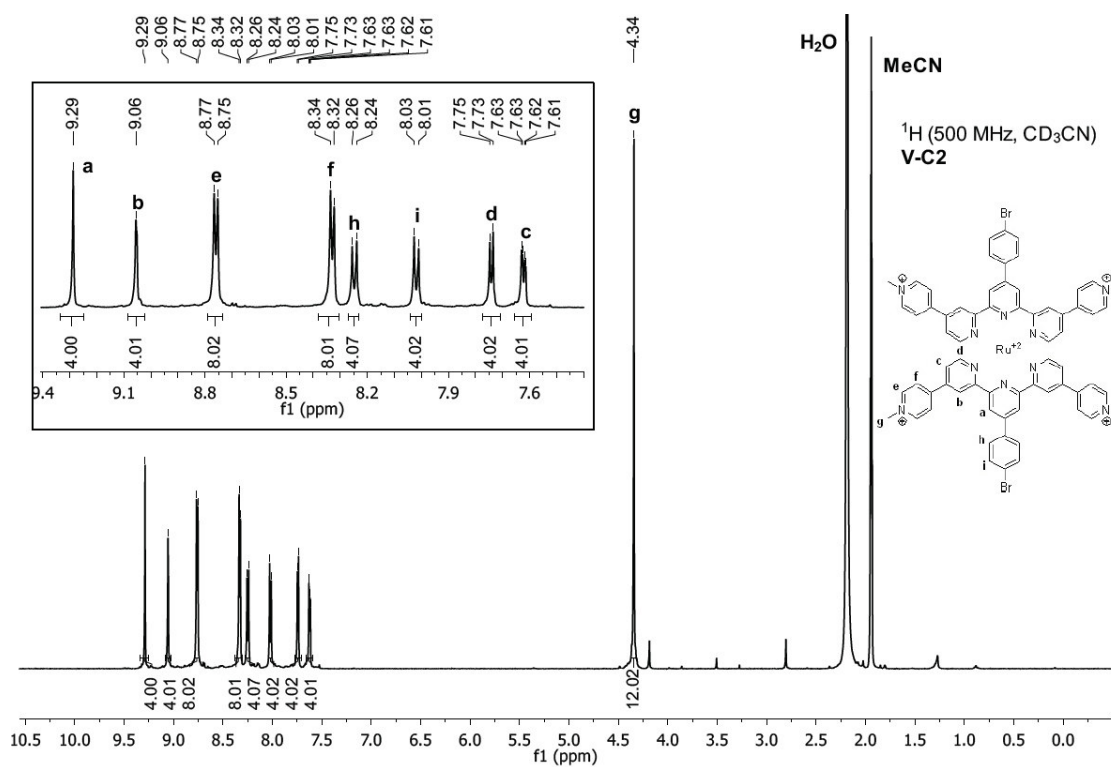 9.29
9.06
8.77
8.75
8.34
8.32
8.26
8.24
8.03
8.01
7.75
7.73
7.63
7.63
7.62
7.61
4.34
H₂O
MeCN
¹H (500 MHz, CD₃CN)
V-C2
9.29
9.06
8.77
8.75
8.34
8.32
8.26
8.24
8.03
8.01
7.75
7.73
7.63
7.63
7.62
7.61
a
b
e
f
h
i
d
c
g
4.00
4.01
8.02
8.01
4.07
4.02
4.02
4.01
9.4 9.1 8.8 8.5 8.2 7.9 7.6
f1 (ppm)
Br
N N N N N
Ru⁺²
d
c
f
e
b
a
g
h
i
N N N N N
Br
4.00
4.01
8.02
8.01
4.07
4.02
4.02
4.01
12.02
10.5 10.0 9.5 9.0 8.5 8.0 7.5 7.0 6.5 6.0 5.5 5.0 4.5 4.0 3.5 3.0 2.5 2.0 1.5 1.0 0.5 0.0
f1 (ppm)